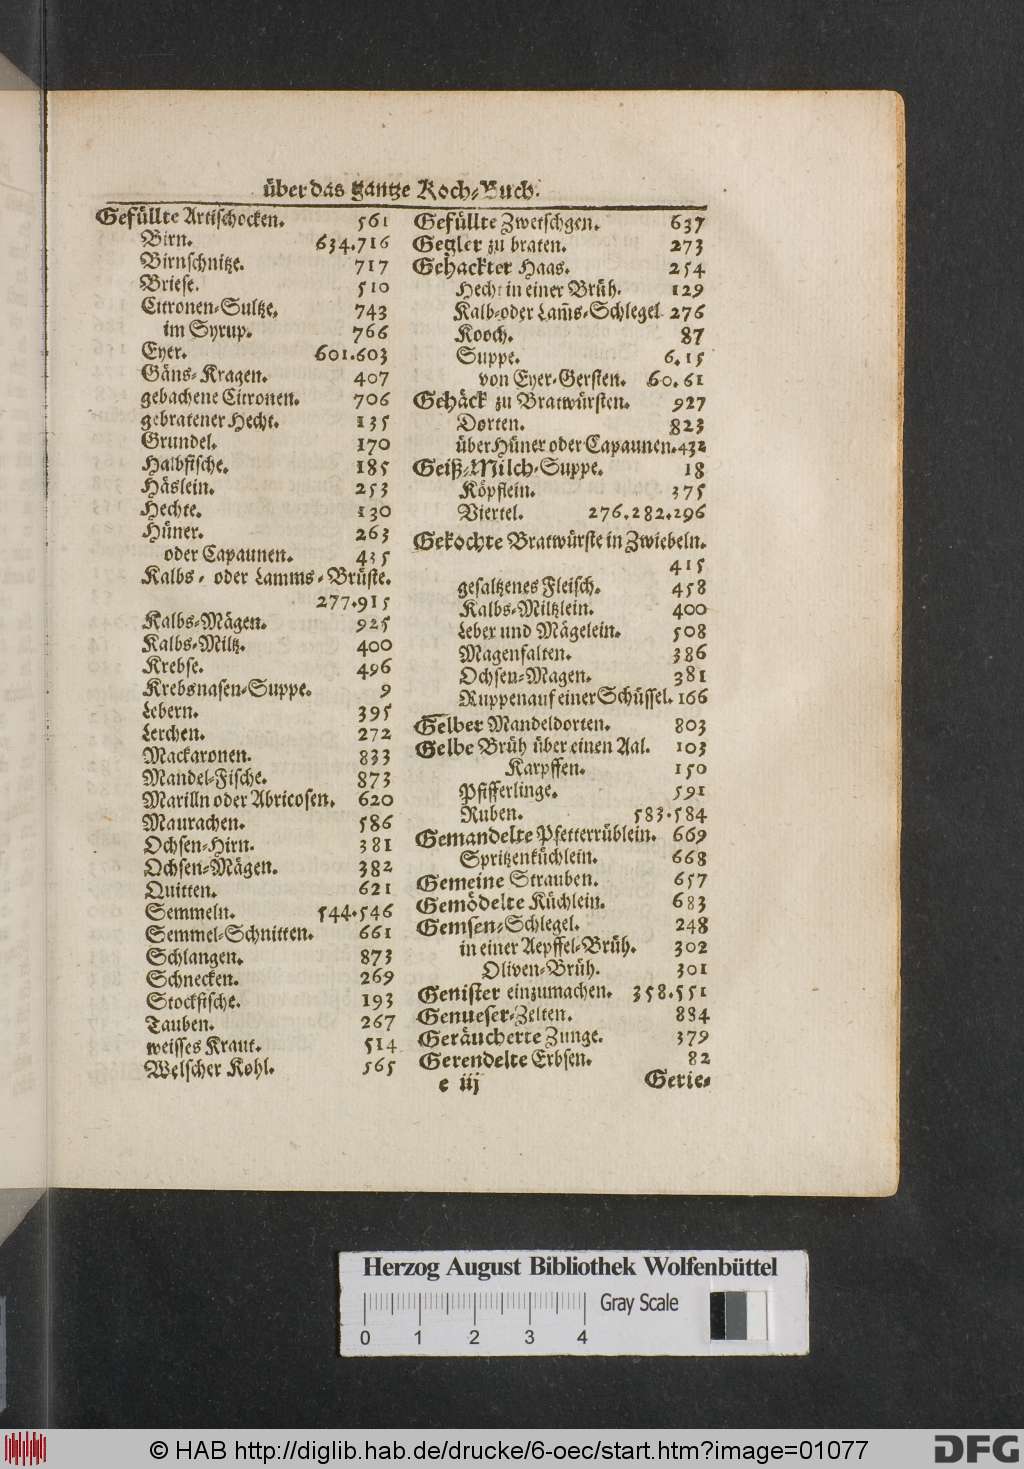 über das gantze Koch-Buch.
Gefüllte Artischocken. 561
Birn. 634.716
Birnschnitze. 717
Briese. 510
Citronen-Sultze. 743
im Syrup. 766
Eyer. 601.603
Gäns-Kragen. 407
gebachene Citronen. 706
gebratener Hecht. 135
Grundel. 170
Halbfische. 185
Häslein. 253
Hechte. 130
Hüner. 263
oder Capaunen. 435
Kalbs- oder Lamms-Brüste.
277.915
Kalbs-Mägen. 925
Kalbs-Miltz. 400
Krebse. 496
Krebsnasen-Suppe. 9
Lebern. 395
Lerchen. 272
Mackaronen. 833
Mandel-Fische. 873
Marilln oder Abricosen. 620
Maurachen. 586
Ochsen-Hirn. 381
Ochsen-Mägen. 382
Quitten. 621
Semmeln. 544.546
Semmel-Schnitten. 661
Schlangen. 873
Schnecken. 269
Stockfische. 193
Tauben. 267
weisses Kraut. 514
Welscher Kohl. 565
Gefüllte Zwetschgen. 637
Gegler zu braten. 273
Gehackter Haas. 254
Hecht in einer Brüh. 129
Kalb-oder Lam̃s-Schlegel 276
Kooch. 87
Suppe. 6.15
von Eyer-Gersten. 60.61
Gehäck zu Bratwürsten. 927
Dorten. 823
über Hüner oder Capaunen. 432
Geiß-Milch-Suppe. 18
Köpflein. 375
Viertel. 276.282.296
Gekochte Bratwürste in Zwiebeln.
415
gesaltzenes Fleisch. 458
Kalbs-Miltzlein. 400
Leber und Mägelein. 508
Magenfalten. 386
Ochsen-Magen. 381
Ruppen auf einer Schüssel. 166
Gelber Mandeldorten. 803
Gelbe Brüh über einen Aal. 103
Karpffen. 150
Pfifferlinge. 591
Ruben. 583.584
Gemandelte Pfetterrüblein. 669
Spritzenküchlein. 668
Gemeine Strauben. 657
Gemödelte Küchlein. 683
Gemsen-Schlegel. 248
in einer Aepffel-Brüh. 302
Oliven-Brüh. 301
Genister einzumachen. 358.551
Genueser-Zelten. 884
Geräucherte Zunge. 379
Gerendelte Erbsen. 82
e iij Gerie-
Herzog August Bibliothek Wolfenbüttel
Gray Scale
0 1 2 3 4
© HAB http://diglib.hab.de/drucke/6-oec/start.htm?image=01077
DFG